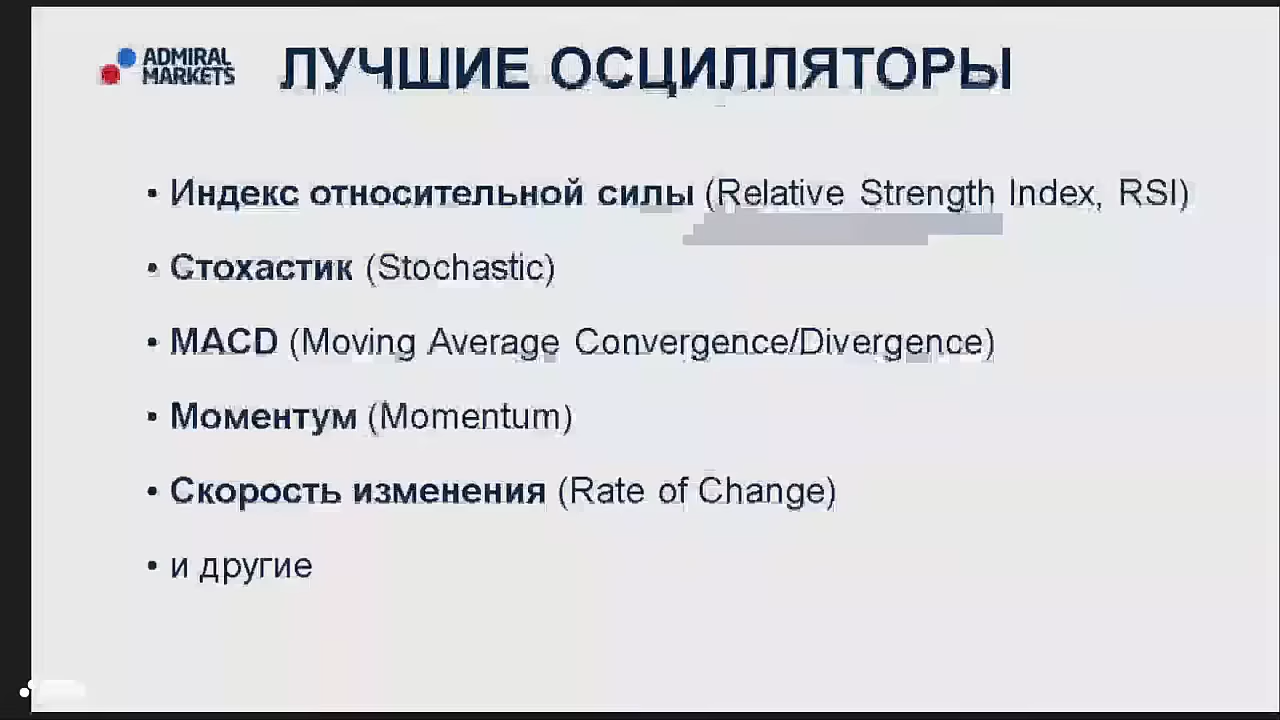 ADMIRAL
MARKETS
ЛУЧШИЕ ОСЦИЛЛЯТОРЫ
• Индекс относительной силы (Relative Strength Index, RSI)
• Стохастик (Stochastic)
• MACD (Moving Average Convergence/Divergence)
• Моментум (Momentum)
• Скорость изменения (Rate of Change)
• и другие